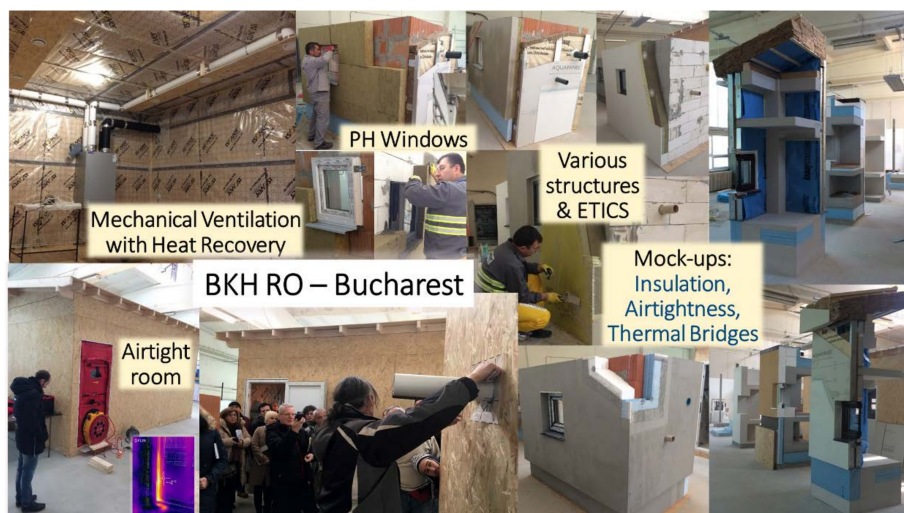 PH Windows
Various
structures
& ETICS
Mechanical Ventilation
with Heat Recovery
Mock-ups:
Insulation,
Airtightness,
Thermal Bridges
BKH RO – Bucharest
Airtight
room